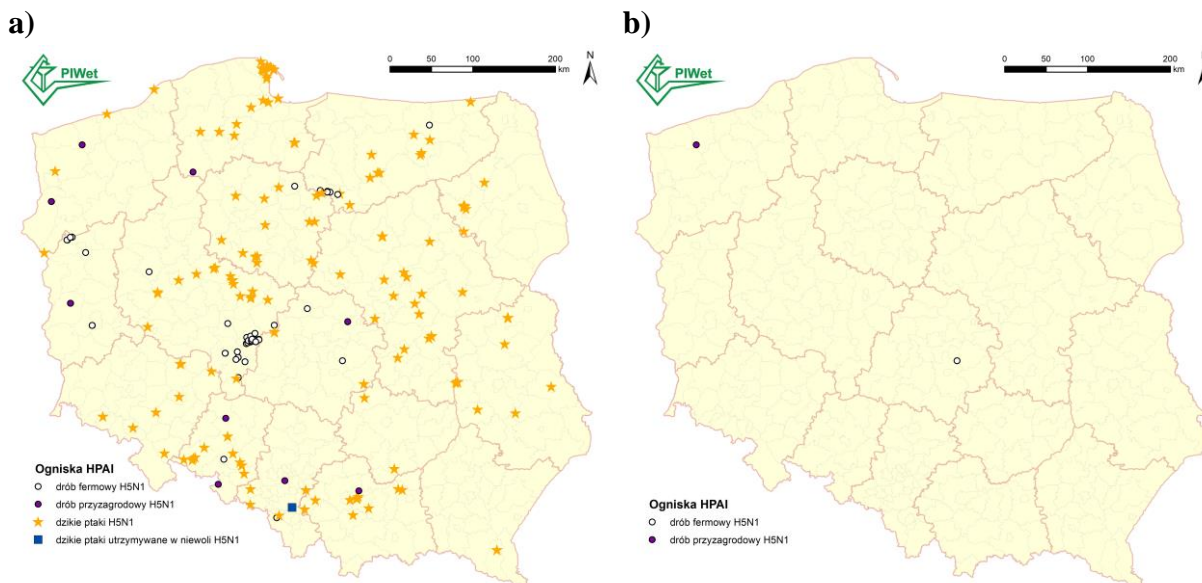 a)
PIWet
0 50 100 200
km
N
Ogniska HPAI
drób fermowy H5N1
drób przyzagrodowy H5N1
dzikie ptaki H5N1
dzikie ptaki utrzymywane w niewoli H5N1
b)
PIWet
0 50 100 200
km
N
Ogniska HPAI
drób fermowy H5N1
drób przyzagrodowy H5N1